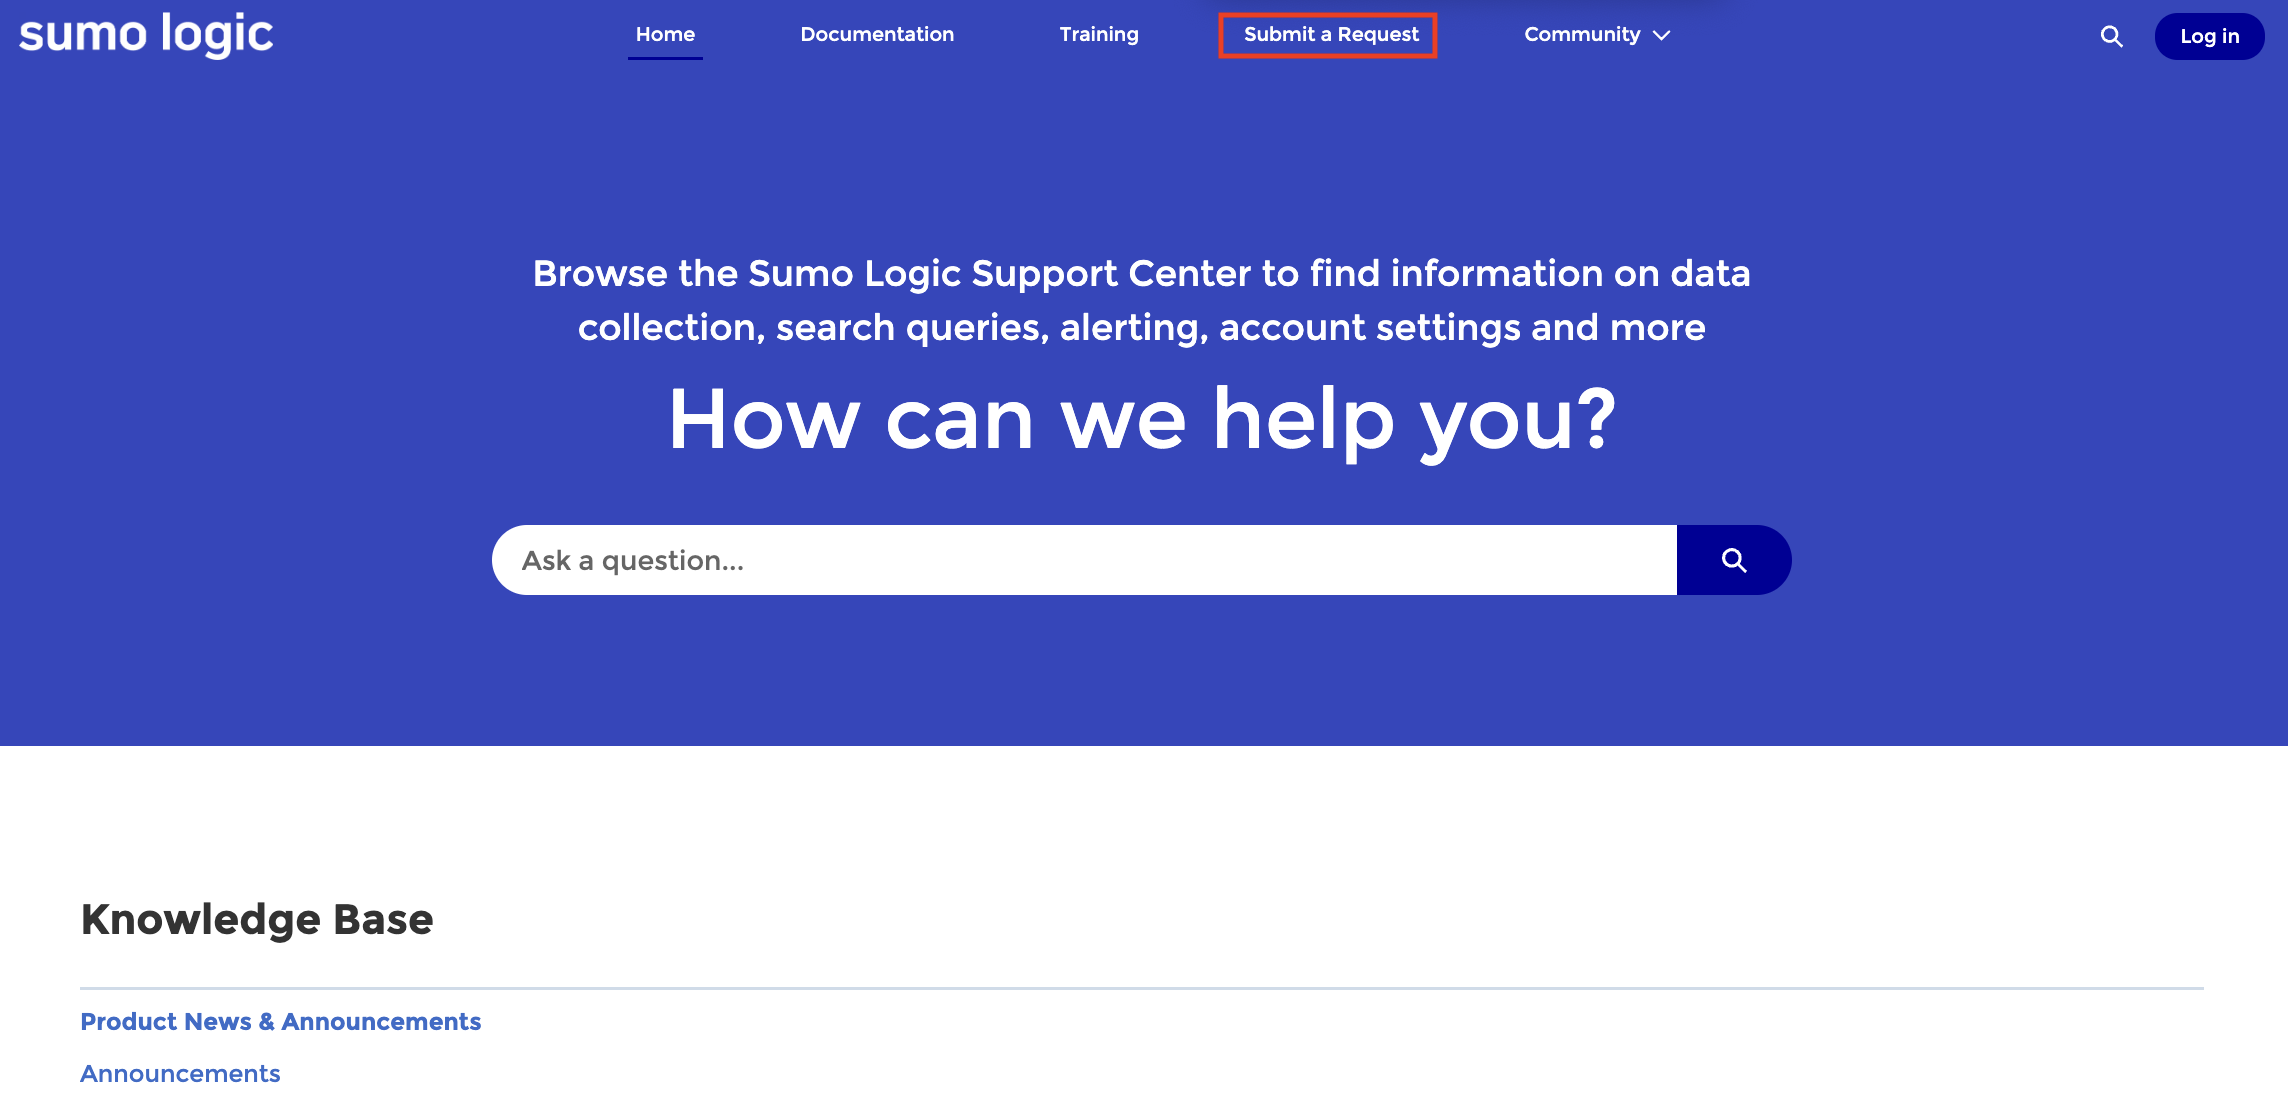 sumo logic
Home
Documentation
Training
Submit a Request
Community
Log in
Browse the Sumo Logic Support Center to find information on data
collection, search queries, alerting, account settings and more
How can we help you?
Ask a question...
Knowledge Base
Product News & Announcements
Announcements